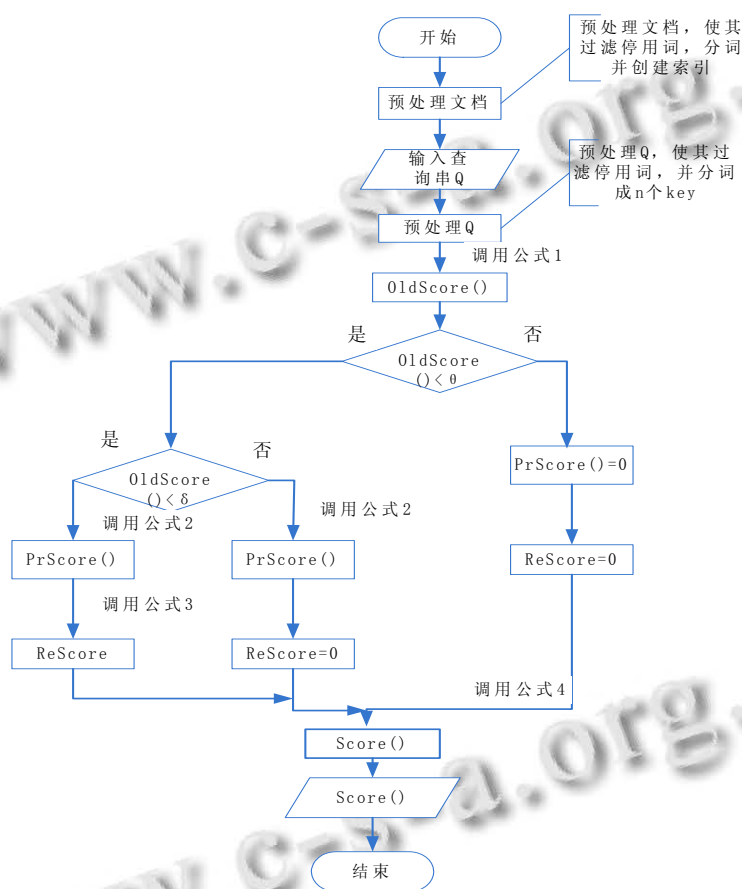 开始
预处理文档，使其
过滤停用词，分词
并创建索引
预处理文档
输入查
询串Q
预处理Q，使其过
滤停用词，并分词
成n个key
预处理Q
调用公式1
OldScore()
是
否
OldScore
()<θ
是
否
OldScore
()<δ
PrScore()=0
调用公式2
调用公式2
PrScore()
PrScore()
ReScore=0
调用公式3
ReScore
ReScore=0
调用公式4
Score()
Score()
结束
www.c-s-a.org.
www.c-s-a.org.